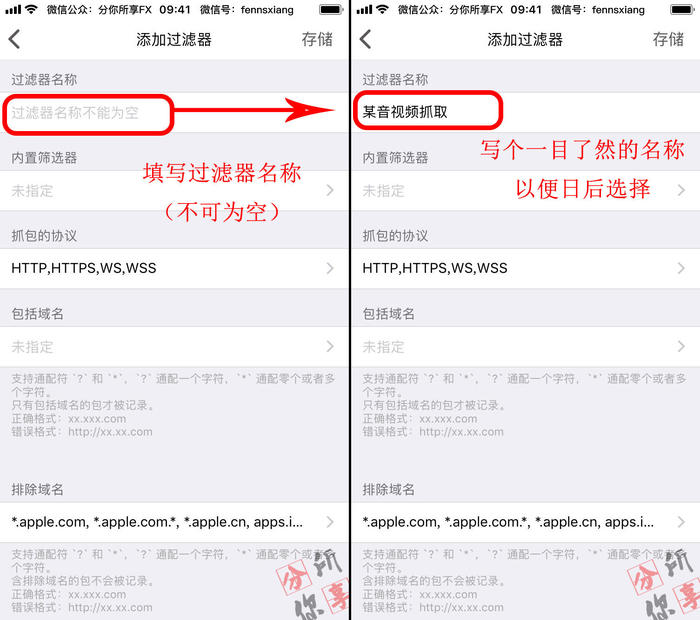 微信公众：分你所享FX 09:41 微信号：fennsxiang
添加过滤器
存储
过滤器名称
过滤器名称不能为空
内置筛选器
填写过滤器名称
未指定
（不可为空）
抓包的协议
HTTP,HTTPS,WS,WSS
包括域名
未指定
支持通配符 `?` 和 `*`，`?` 通配一个字符，`*` 通配零个或者多
个字符。
只有包括域名的包才被记录。
正确格式：xx.xxx.com
错误格式：http://xx.xx.com
排除域名
*.apple.com, *.apple.com.*, *.apple.cn, apps.i...
支持通配符 `?` 和 `*`，`?` 通配一个字符，`*` 通配零个或者多
个字符。
含排除域名的包不会被记录。
正确格式：xx.xxx.com
错误格式：http://xx.xx.com
分你所享
微信公众：分你所享FX 09:41 微信号：fennsxiang
添加过滤器
存储
过滤器名称
某音视频抓取
写个一目了然的名称
内置筛选器
以便日后选择
未指定
抓包的协议
HTTP,HTTPS,WS,WSS
包括域名
未指定
支持通配符 `?` 和 `*`，`?` 通配一个字符，`*` 通配零个或者多
个字符。
只有包括域名的包才被记录。
正确格式：xx.xxx.com
错误格式：http://xx.xx.com
排除域名
*.apple.com, *.apple.com.*, *.apple.cn, apps.i...
支持通配符 `?` 和 `*`，`?` 通配一个字符，`*` 通配零个或者多
个字符。
含排除域名的包不会被记录。
正确格式：xx.xxx.com
错误格式：http://xx.xx.com
分你所享